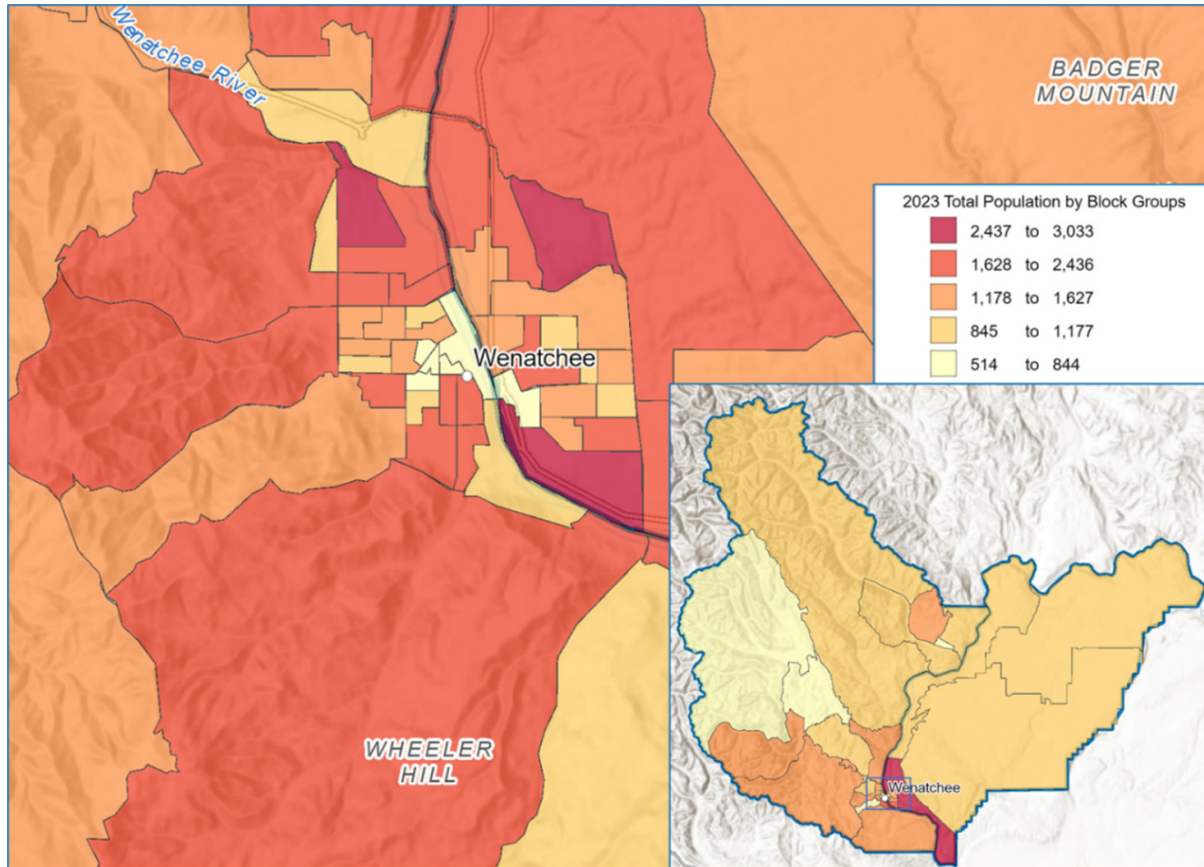 Wenatchee River
BADGER
MOUNTAIN
2023 Total Population by Block Groups
2,437 to 3,033
1,628 to 2,436
1,178 to 1,627
845 to 1,177
514 to 844
Wenatchee
WHEELER
HILL
Wenatchee